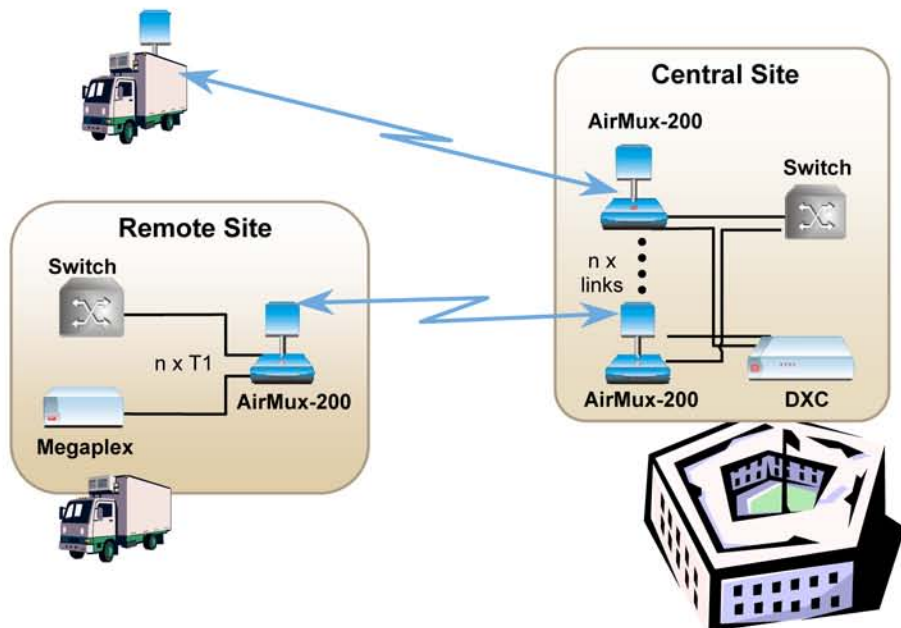 Central Site
AirMux-200
Switch
n x
links
AirMux-200
DXC
Remote Site
Switch
n x T1
AirMux-200
Megaplex